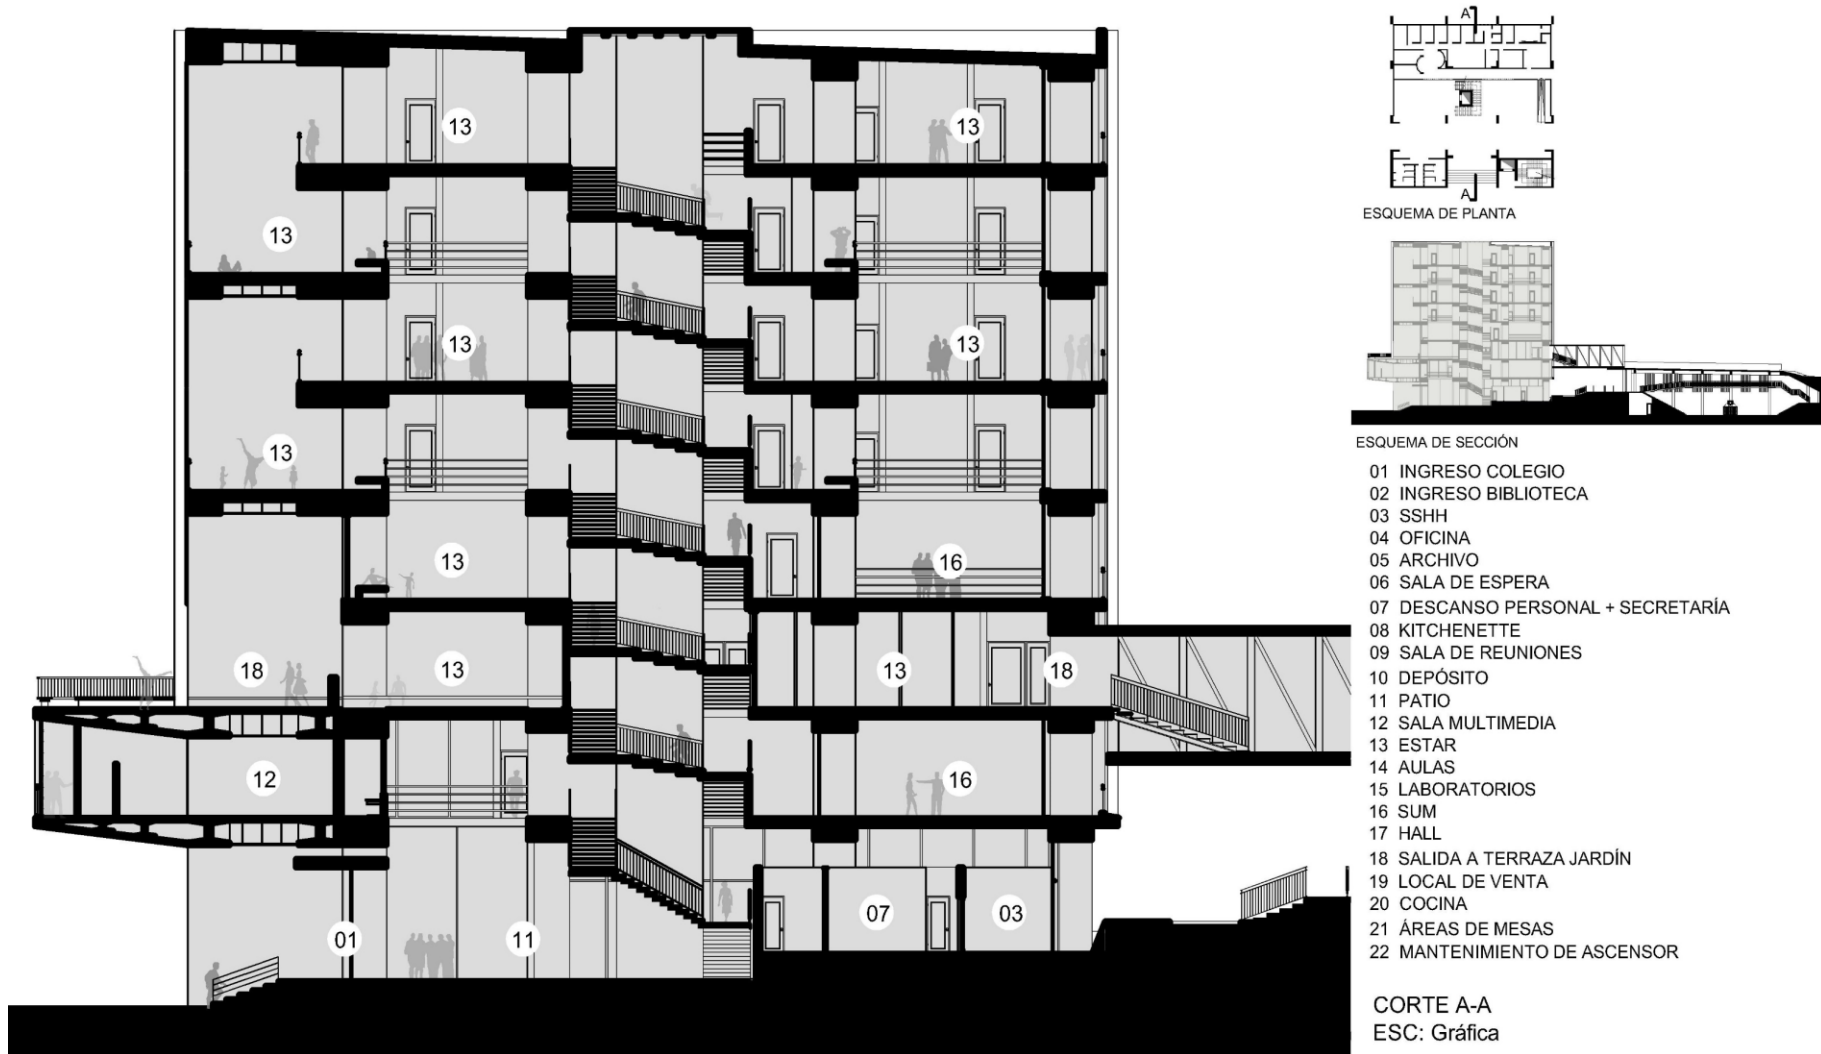 A
13
13
13
13
13
13
13
16
18
13
13
18
12
16
01
11
07
03
A
ESQUEMA DE PLANTA
ESQUEMA DE SECCIÓN
01 INGRESO COLEGIO
02 INGRESO BIBLIOTECA
03 SSHH
04 OFICINA
05 ARCHIVO
06 SALA DE ESPERA
07 DESCANSO PERSONAL + SECRETARÍA
08 KITCHENETTE
09 SALA DE REUNIONES
10 DEPÓSITO
11 PATIO
12 SALA MULTIMEDIA
13 ESTAR
14 AULAS
15 LABORATORIOS
16 SUM
17 HALL
18 SALIDA A TERRAZA JARDÍN
19 LOCAL DE VENTA
20 COCINA
21 ÁREAS DE MESAS
22 MANTENIMIENTO DE ASCENSOR
CORTE A-A
ESC: Gráfica